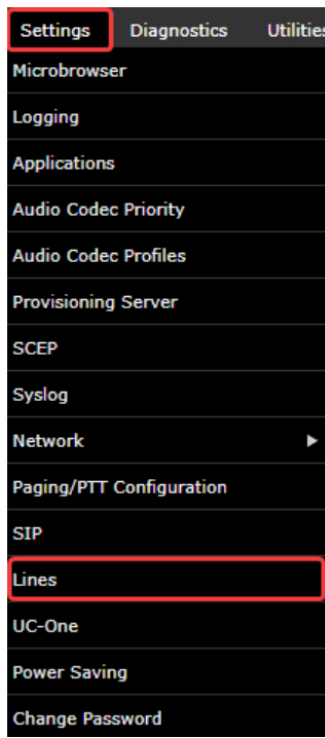 Settings Diagnostics Utilities
Microbrowser
Logging
Applications
Audio Codec Priority
Audio Codec Profiles
Provisioning Server
SCEP
Syslog
Network
Paging/PTT Configuration
SIP
Lines
UC-One
Power Saving
Change Password